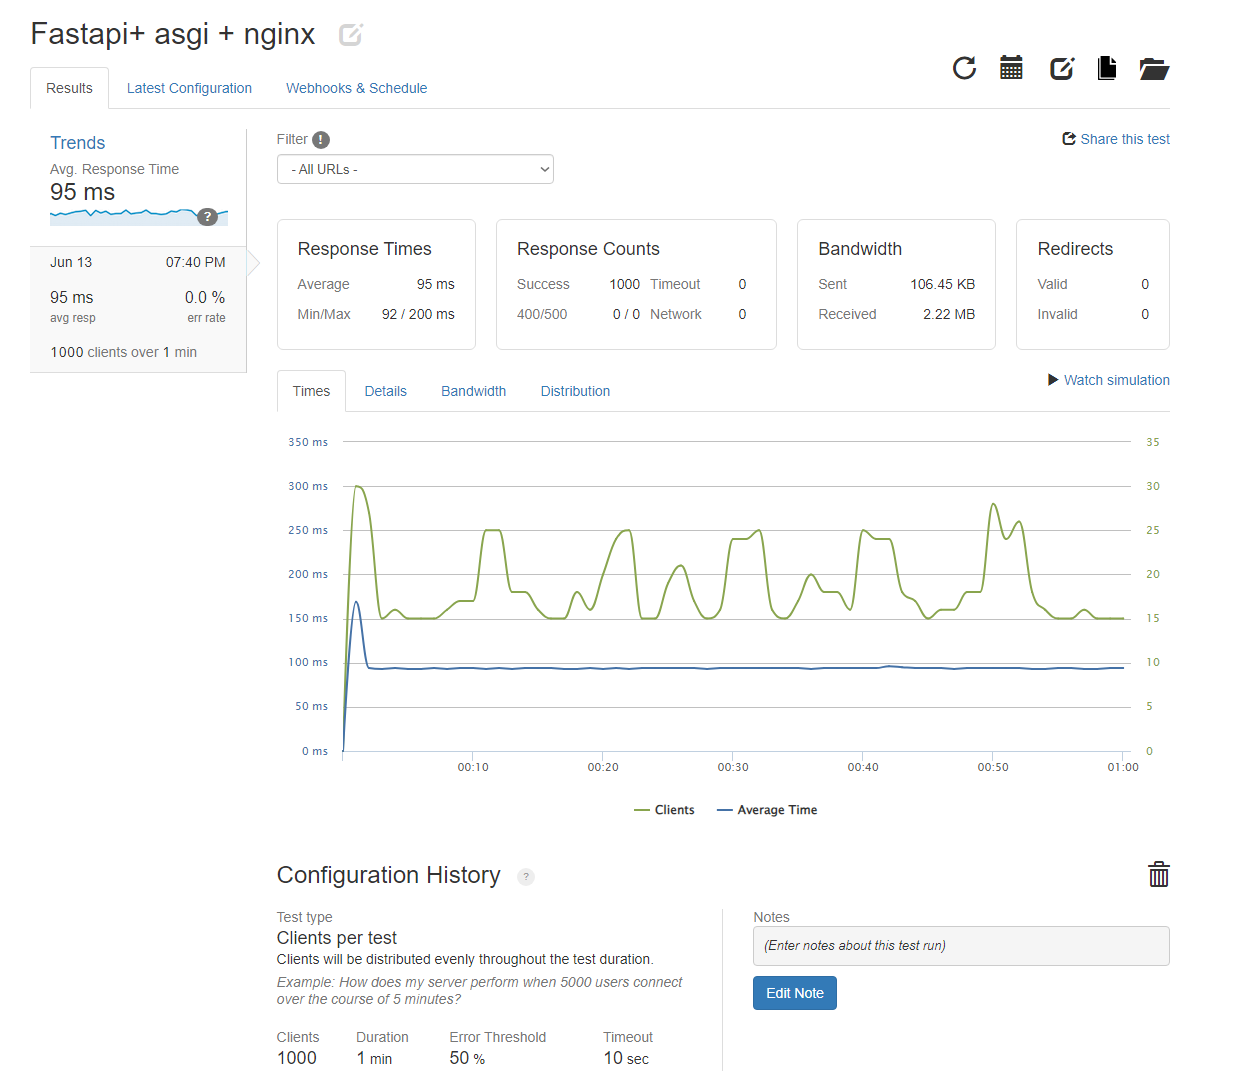 Fastapi+ asgi + nginx
Results Latest Configuration Webhooks & Schedule
Trends
Avg. Response Time
95 ms
?
Jun 13 07:40 PM
95 ms 0.0 %
avg resp err rate
1000 clients over 1 min
Filter !
- All URLs -
Share this test
Response Times
Average 95 ms
Min/Max 92 / 200 ms
Response Counts
Success 1000 Timeout 0
400/500 0 / 0 Network 0
Bandwidth
Sent 106.45 KB
Received 2.22 MB
Redirects
Valid 0
Invalid 0
Times Details Bandwidth Distribution
Watch simulation
350 ms 35
300 ms 30
250 ms 25
200 ms 20
150 ms 15
100 ms 10
50 ms 5
0 ms 0
00:10 00:20 00:30 00:40 00:50 01:00
Clients Average Time
Configuration History ?
Test type
Clients per test
Clients will be distributed evenly throughout the test duration.
Example: How does my server perform when 5000 users connect
over the course of 5 minutes?
Clients Duration Error Threshold Timeout
1000 1 min 50 % 10 sec
Notes
(Enter notes about this test run)
Edit Note